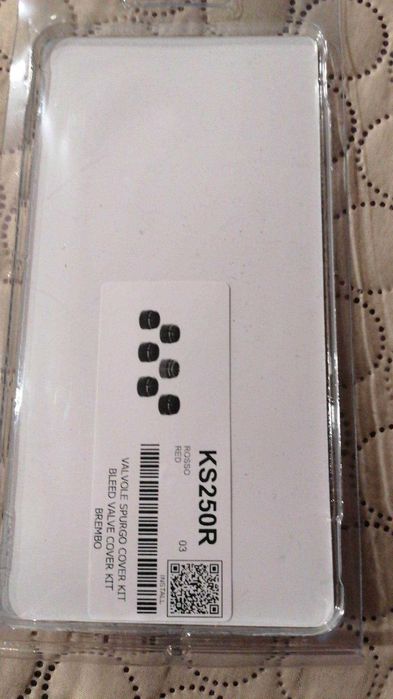 KS250R
ROSSO
RED
03
INSTALL
VALVOLE SPURGO COVER KIT
BLEED VALVE COVER KIT
BREMBO